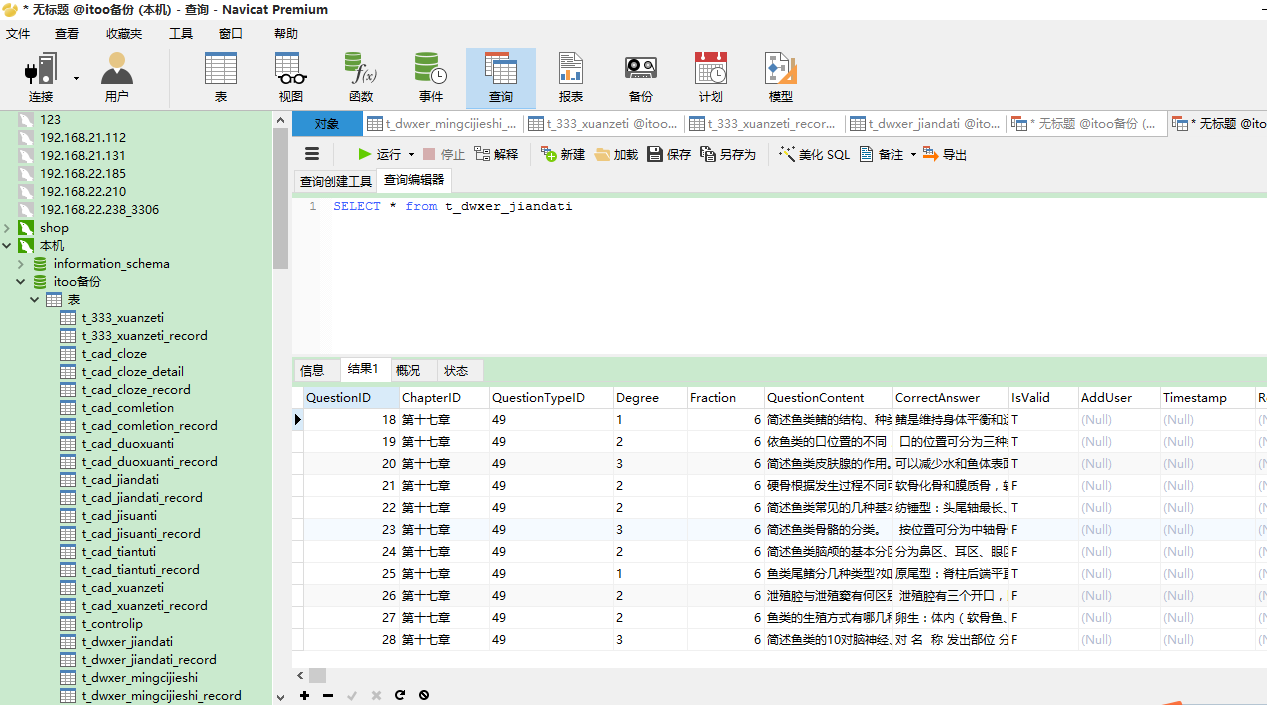 * 无标题 @itoo备份 (本机) - 查询 - Navicat Premium
文件 查看 收藏夹 工具 窗口 帮助
连接 用户 表 视图 函数 事件 查询 报表 备份 计划 模型
123
192.168.21.112
192.168.21.131
192.168.22.185
192.168.22.210
192.168.22.238_3306
shop
本机
information_schema
itoo备份
表
t_333_xuanzeti
t_333_xuanzeti_record
t_cad_cloze
t_cad_cloze_detail
t_cad_cloze_record
t_cad_comletion
t_cad_comletion_record
t_cad_duoxuanti
t_cad_duoxuanti_record
t_cad_jiandati
t_cad_jiandati_record
t_cad_jisuanti
t_cad_jisuanti_record
t_cad_tiantuti
t_cad_tiantuti_record
t_cad_xuanzeti
t_cad_xuanzeti_record
t_controlip
t_dwxer_jiandati
t_dwxer_jiandati_record
t_dwxer_mingcijieshi
t_dwxer_mingcijieshi_record
对象 t_dwxer_mingcijieshi_... t_333_xuanzeti @itoo... t_333_xuanzeti_recor... t_dwxer_jiandati @ito... * 无标题 @itoo备份 (... * 无标题 @ito
运行 停止 解释 新建 加载 保存 另存为 美化 SQL 备注 导出
查询创建工具 查询编辑器
1 SELECT * from t_dwxer_jiandati
信息 结果1 概况 状态
QuestionID ChapterID QuestionTypeID Degree Fraction QuestionContent CorrectAnswer IsValid AddUser Timestamp R
18 第十七章 49 1 6 简述鱼类鳍的结构、种 鳍是维持身体平衡和 T (Null) (Null)
19 第十七章 49 2 6 依鱼类的口位置的不同 口的位置可分为三种 T (Null) (Null)
20 第十七章 49 3 6 简述鱼类皮肤腺的作用。 可以减少水和鱼体表 T (Null) (Null)
21 第十七章 49 2 6 硬骨根据发生过程不同 软骨化骨和膜质骨， F (Null) (Null)
22 第十七章 49 2 6 简述鱼类常见的几种基 纺锤型：头尾轴最长、 T (Null) (Null)
23 第十七章 49 3 6 简述鱼类骨骼的分类。 按位置可分为中轴骨 F (Null) (Null)
24 第十七章 49 2 6 简述鱼类脑颅的基本分 分为鼻区、耳区、眼 F (Null) (Null)
25 第十七章 49 1 6 鱼类尾鳍分几种类型?如 原尾型：脊柱后端平 T (Null) (Null)
26 第十七章 49 2 6 泄殖腔与泄殖窦有何区 泄殖腔有三个开口， F (Null) (Null)
27 第十七章 49 2 6 鱼类的生殖方式有哪几 卵生：体内（软骨鱼、 F (Null) (Null)
28 第十七章 49 3 6 简述鱼类的10对脑神经、 对 名 称 发出部位 分 F (Null) (Null)